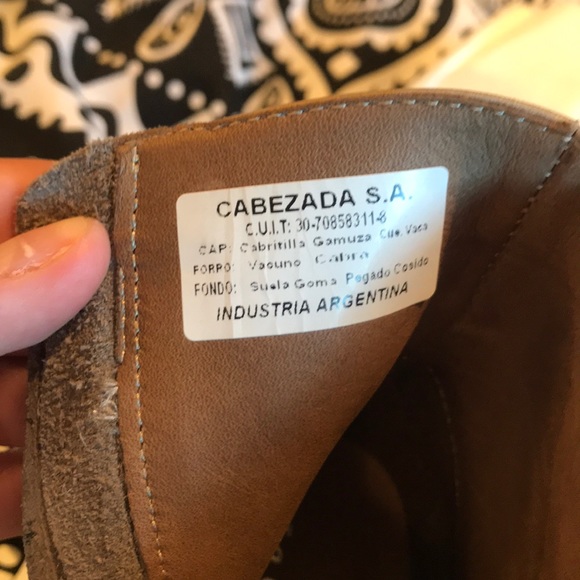 CABEZADA S.A.
C.U.I.T: 30-70858311-8
CAP: Cabritilla Gamuza Cue. Vaca
FORRO: Vacuno Cabra
FONDO: Suela Goma Pegado Cosido
INDUSTRIA ARGENTINA